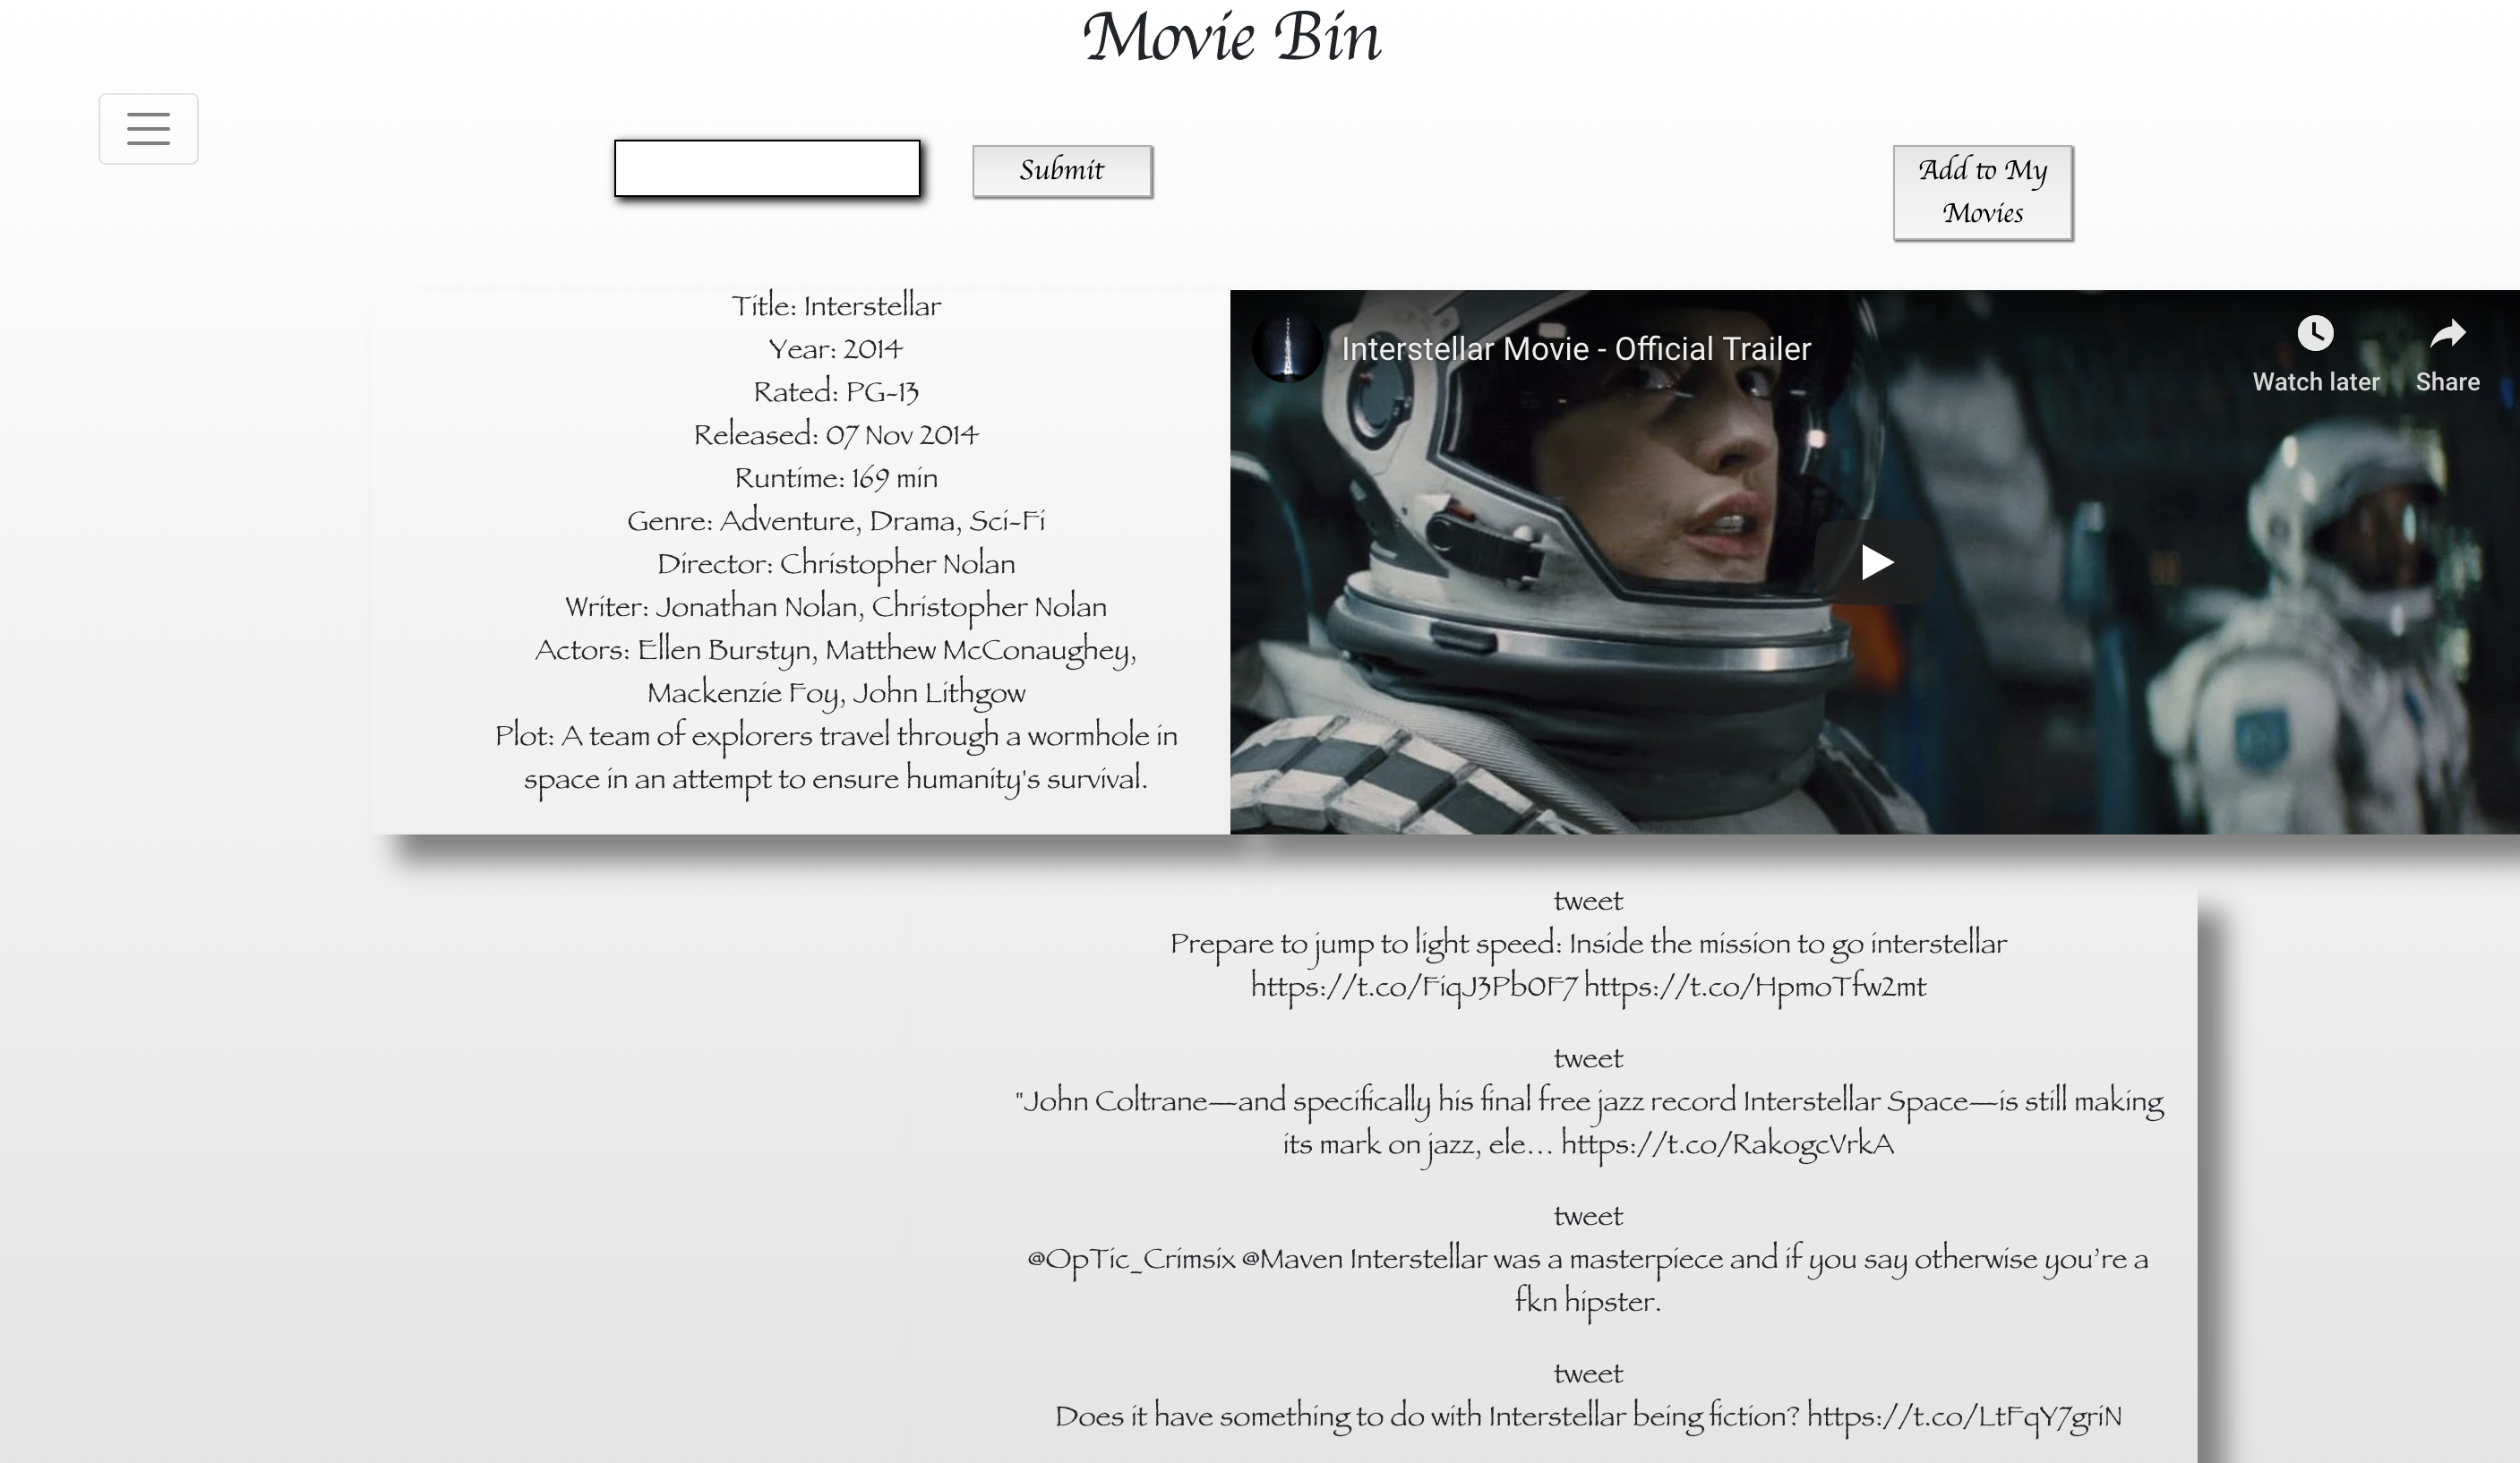 Movie Bin
Submit
Add to My
Movies
Title: Interstellar
Year: 2014
Rated: PG-13
Released: 07 Nov 2014
Runtime: 169 min
Genre: Adventure, Drama, Sci-Fi
Director: Christopher Nolan
Writer: Jonathan Nolan, Christopher Nolan
Actors: Ellen Burstyn, Matthew McConaughey,
Mackenzie Foy, John Lithgow
Plot: A team of explorers travel through a wormhole in
space in an attempt to ensure humanity's survival.
Interstellar Movie - Official Trailer
Watch later
Share
tweet
Prepare to jump to light speed: Inside the mission to go interstellar
https://t.co/FiqJ3Pb0F7 https://t.co/HpmoTfw2mt
tweet
"John Coltrane—and specifically his final free jazz record Interstellar Space—is still making
its mark on jazz, ele… https://t.co/RakogcVrkA
tweet
@OpTic_Crimsix @Maven Interstellar was a masterpiece and if you say otherwise you’re a
fkn hipster.
tweet
Does it have something to do with Interstellar being fiction? https://t.co/LtFqY7griN